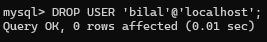 mysql> DROP USER 'bilal'@'localhost';
Query OK, 0 rows affected (0.01 sec)